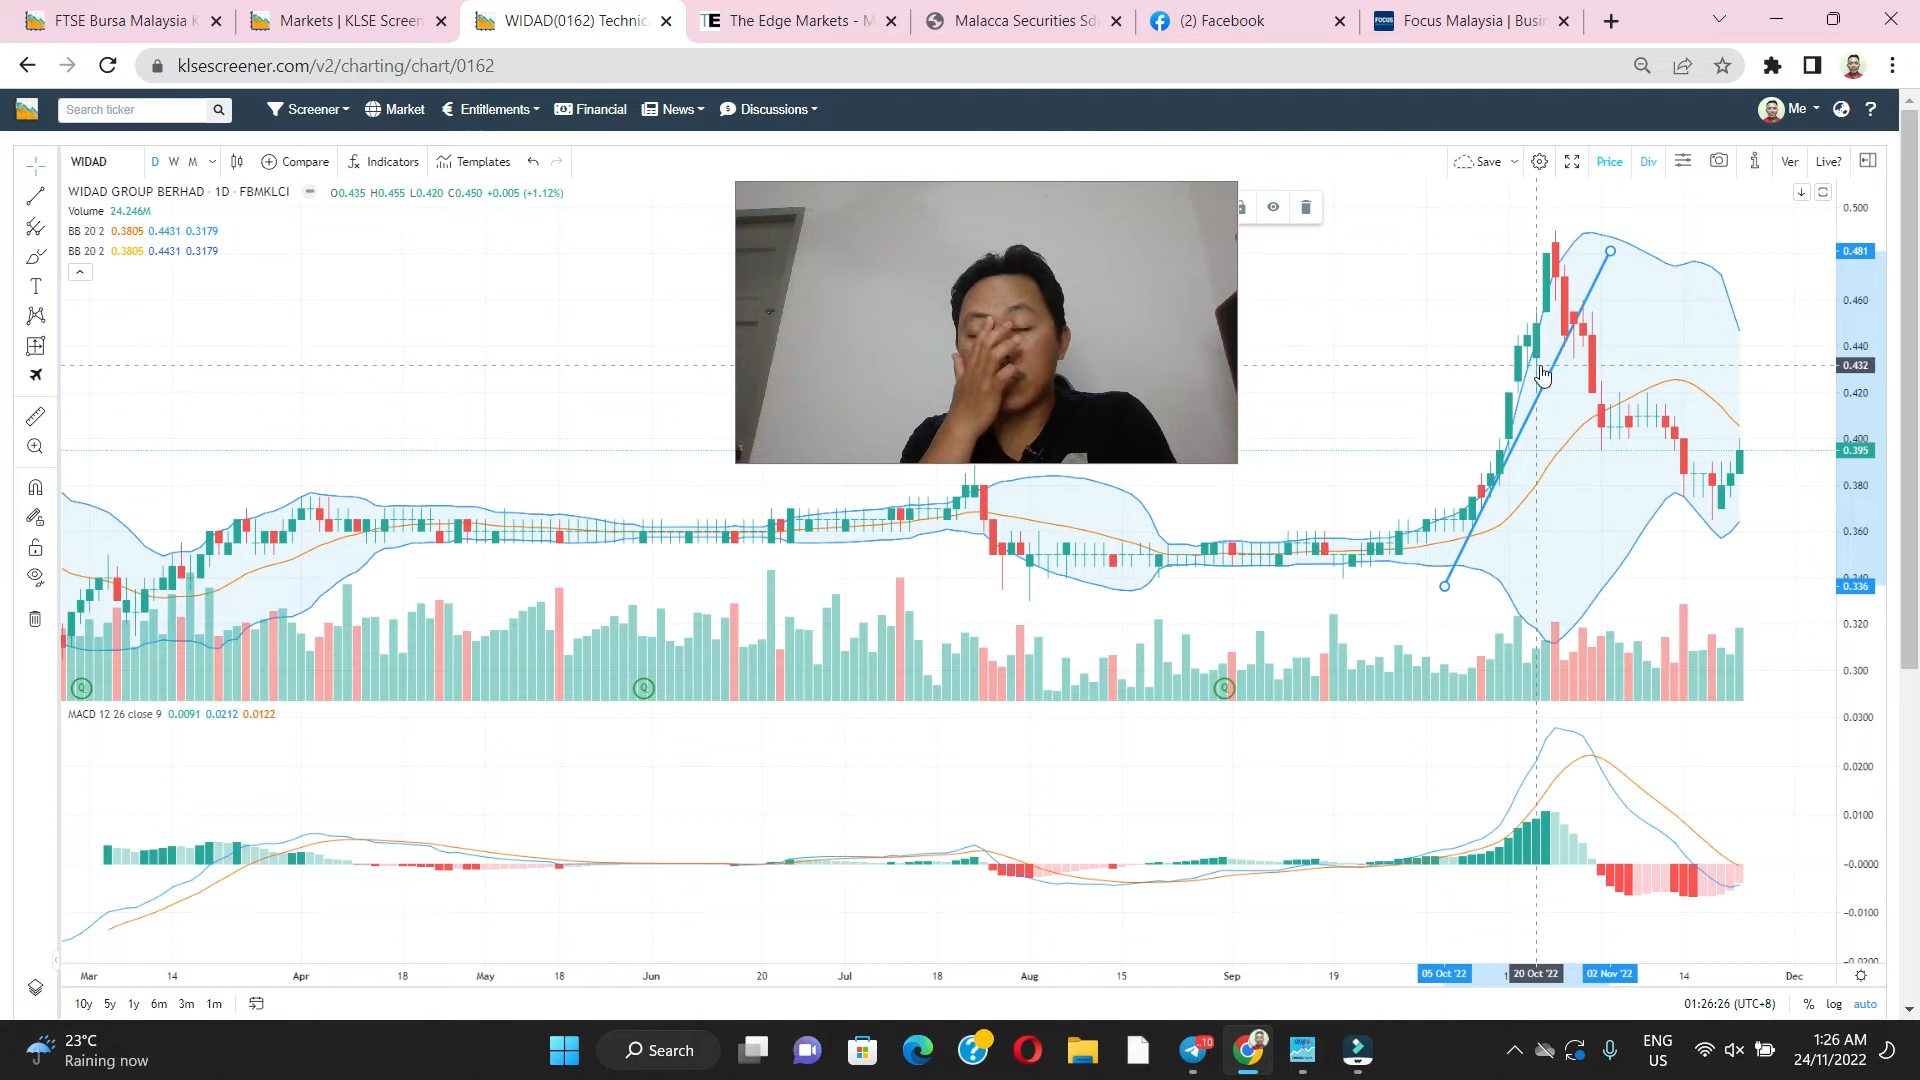 FTSE Bursa Malaysia K
Markets | KLSE Screen
WIDAD(0162) Technic
The Edge Markets - M
Malacca Securities Sd
(2) Facebook
Focus Malaysia | Busin
klsescreener.com/v2/charting/chart/0162
Search ticker
Screener
Market
Entitlements
Financial
News
Discussions
Me
WIDAD
D
W
M
Compare
Indicators
Templates
Save
Price
Div
Ver
Live?
WIDAD GROUP BERHAD · 1D · FBMKLCI
O0.435 H0.455 L0.420 C0.450 +0.005 (+1.12%)
Volume 24.246M
BB 20 2 0.3805 0.4431 0.3179
BB 20 2 0.3805 0.4431 0.3179
0.500
0.481
0.460
0.440
0.432
0.420
0.400
0.395
0.380
0.360
0.336
0.320
0.300
Q
Q
Q
MACD 12 26 close 9 0.0091 0.0212 0.0122
0.0300
0.0200
0.0100
-0.0000
-0.0100
Mar
14
Apr
18
May
18
Jun
20
Jul
18
Aug
15
Sep
19
05 Oct '22
20 Oct '22
02 Nov '22
14
Dec
10y 5y 1y 6m 3m 1m
01:26:26 (UTC+8)
%
log
auto
23°C
Raining now
Search
ENG
US
1:26 AM
24/11/2022